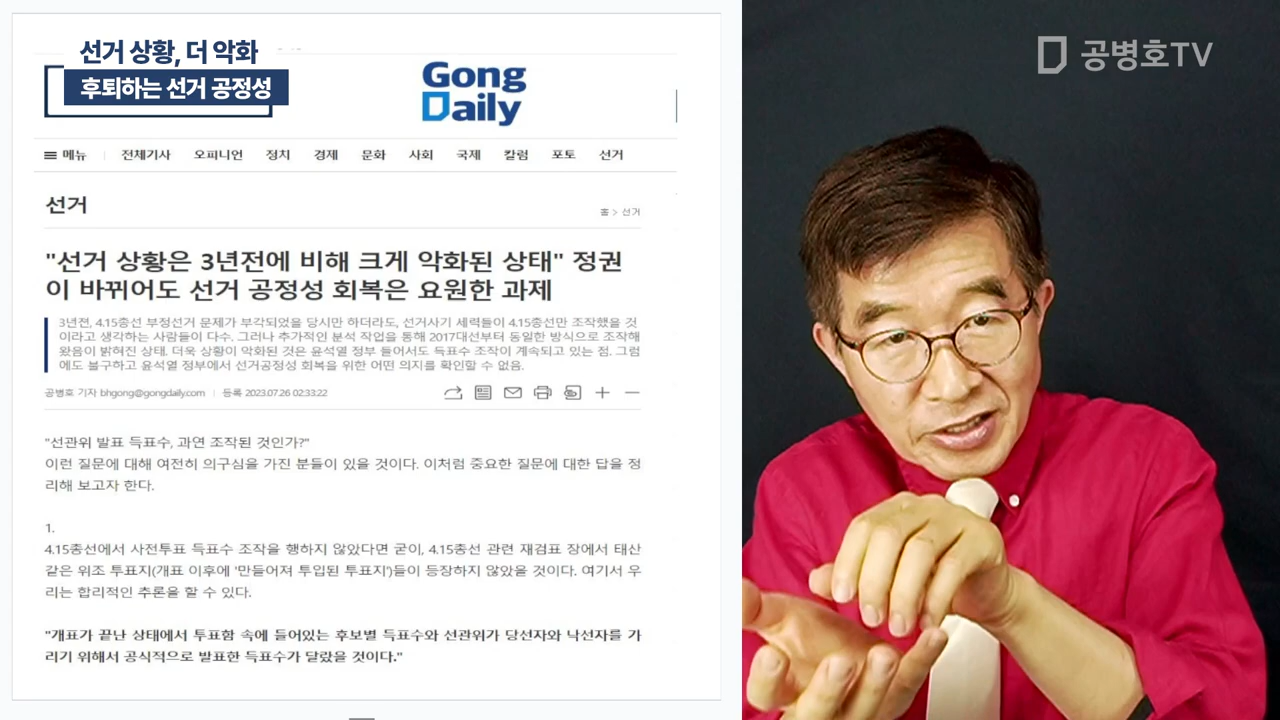 선거 상황, 더 악화
후퇴하는 선거 공정성
공병호TV
Gong
Daily
메뉴 전체기사 오피니언 정치 경제 문화 사회 국제 칼럼 포토 선거
선거
홈 > 선거
"선거 상황은 3년전에 비해 크게 악화된 상태" 정권
이 바뀌어도 선거 공정성 회복은 요원한 과제
3년전, 4.15총선 부정선거 문제가 부각되었을 당시만 하더라도, 선거사기 세력들이 4.15총선만 조작했을 것
이라고 생각하는 사람들이 다수. 그러나 추가적인 분석 작업을 통해 2017대선부터 동일한 방식으로 조작해
왔음이 밝혀진 상태. 더욱 상황이 악화된 것은 윤석열 정부 들어서도 득표수 조작이 계속되고 있는 점. 그럼
에도 불구하고 윤석열 정부에서 선거공정성 회복을 위한 어떤 의지를 확인할 수 없음.
공병호 기자 bhgong@gongdaily.com | 등록 2023.07.26 02:33:22
"선관위 발표 득표수, 과연 조작된 것인가?"
이런 질문에 대해 여전히 의구심을 가진 분들이 있을 것이다. 이처럼 중요한 질문에 대한 답을 정
리해 보고자 한다.
1.
4.15총선에서 사전투표 득표수 조작을 행하지 않았다면 굳이, 4.15총선 관련 재검표 장에서 태산
같은 위조 투표지(개표 이후에 '만들어져 투입된 투표지')들이 등장하지 않았을 것이다. 여기서 우
리는 합리적인 추론을 할 수 있다.
"개표가 끝난 상태에서 투표함 속에 들어있는 후보별 득표수와 선관위가 당선자와 낙선자를 가
리기 위해서 공식적으로 발표한 득표수가 달랐을 것이다."